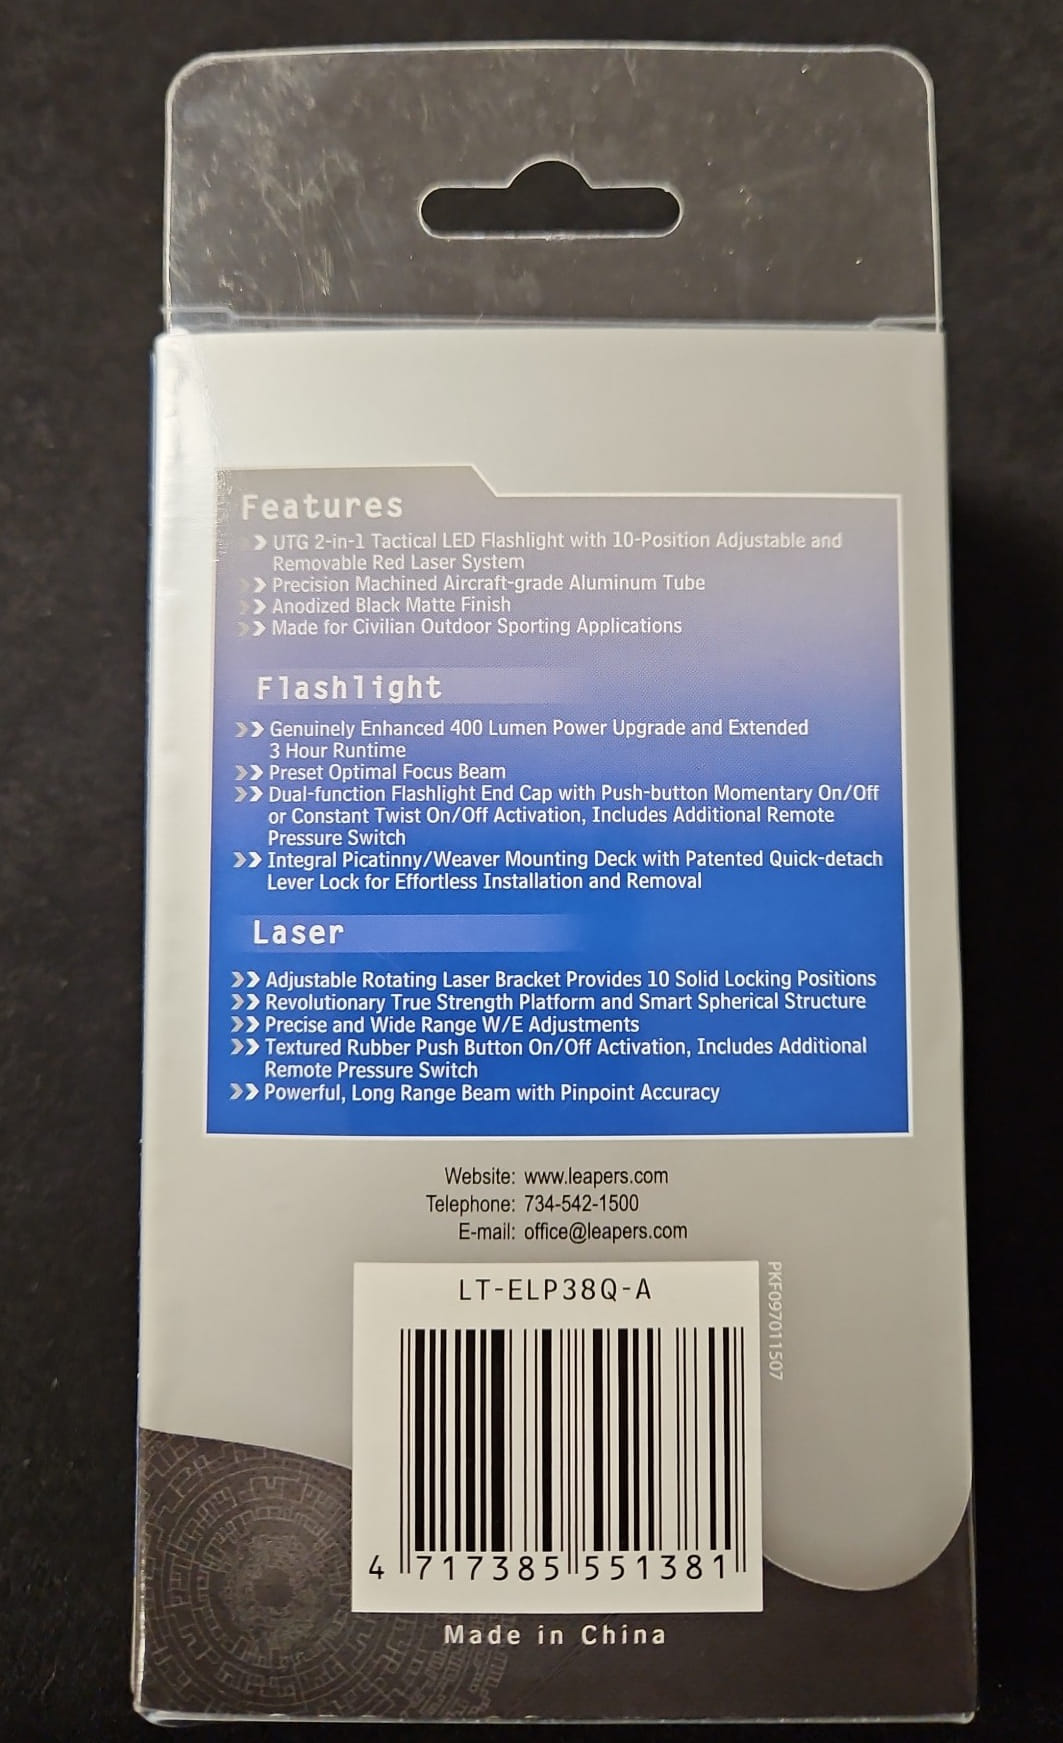 Features
UTG 2-in-1 Tactical LED Flashlight with 10-Position Adjustable and
Removable Red Laser System
Precision Machined Aircraft-grade Aluminum Tube
Anodized Black Matte Finish
Made for Civilian Outdoor Sporting Applications
Flashlight
Genuinely Enhanced 400 Lumen Power Upgrade and Extended
3 Hour Runtime
Preset Optimal Focus Beam
Dual-function Flashlight End Cap with Push-button Momentary On/Off
or Constant Twist On/Off Activation, Includes Additional Remote
Pressure Switch
Integral Picatinny/Weaver Mounting Deck with Patented Quick-detach
Lever Lock for Effortless Installation and Removal
Laser
Adjustable Rotating Laser Bracket Provides 10 Solid Locking Positions
Revolutionary True Strength Platform and Smart Spherical Structure
Precise and Wide Range W/E Adjustments
Textured Rubber Push Button On/Off Activation, Includes Additional
Remote Pressure Switch
Powerful, Long Range Beam with Pinpoint Accuracy
Website: www.leapers.com
Telephone: 734-542-1500
E-mail: office@leapers.com
LT-ELP38Q-A
PKF097011507
4 717385 551381
Made in China